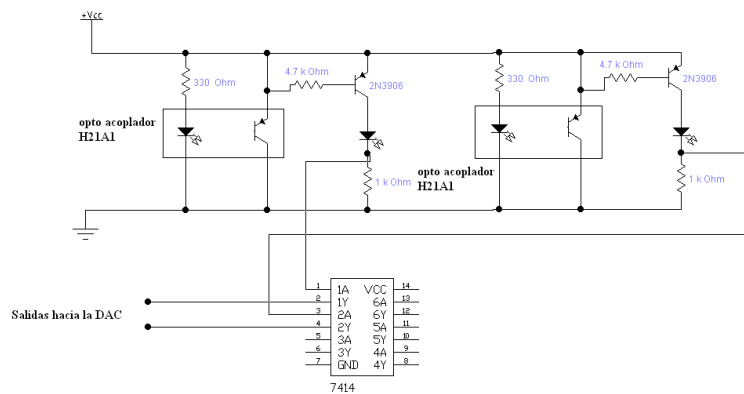 +Vcc
330 Ohm
4.7 k Ohm
2N3906
opto acoplador
H21A1
1 k Ohm
330 Ohm
4.7 k Ohm
2N3906
opto acoplador
H21A1
1 k Ohm
Salidas hacia la DAC
1 1A VCC 14
2 1Y 6A 13
3 2A 6Y 12
4 2Y 5A 11
5 3A 5Y 10
6 3Y 4A 9
7 GND 4Y 8
7414